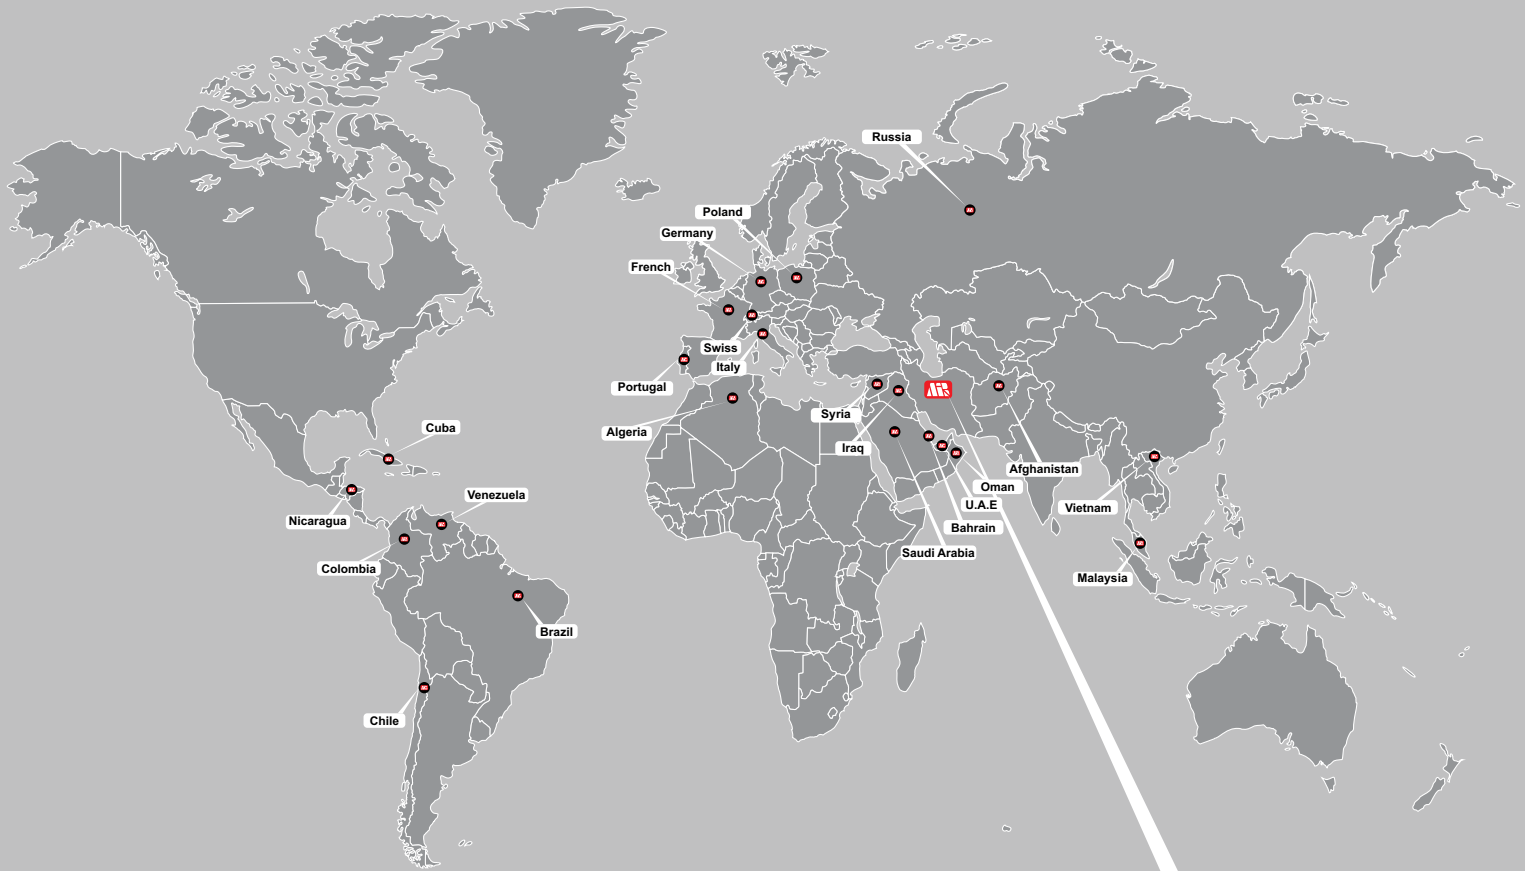 Russia
Poland
Germany
French
Swiss
Italy
Portugal
Algeria
Syria
Iraq
Afghanistan
Oman
U.A.E
Bahrain
Saudi Arabia
Vietnam
Malaysia
Cuba
Nicaragua
Venezuela
Colombia
Brazil
Chile